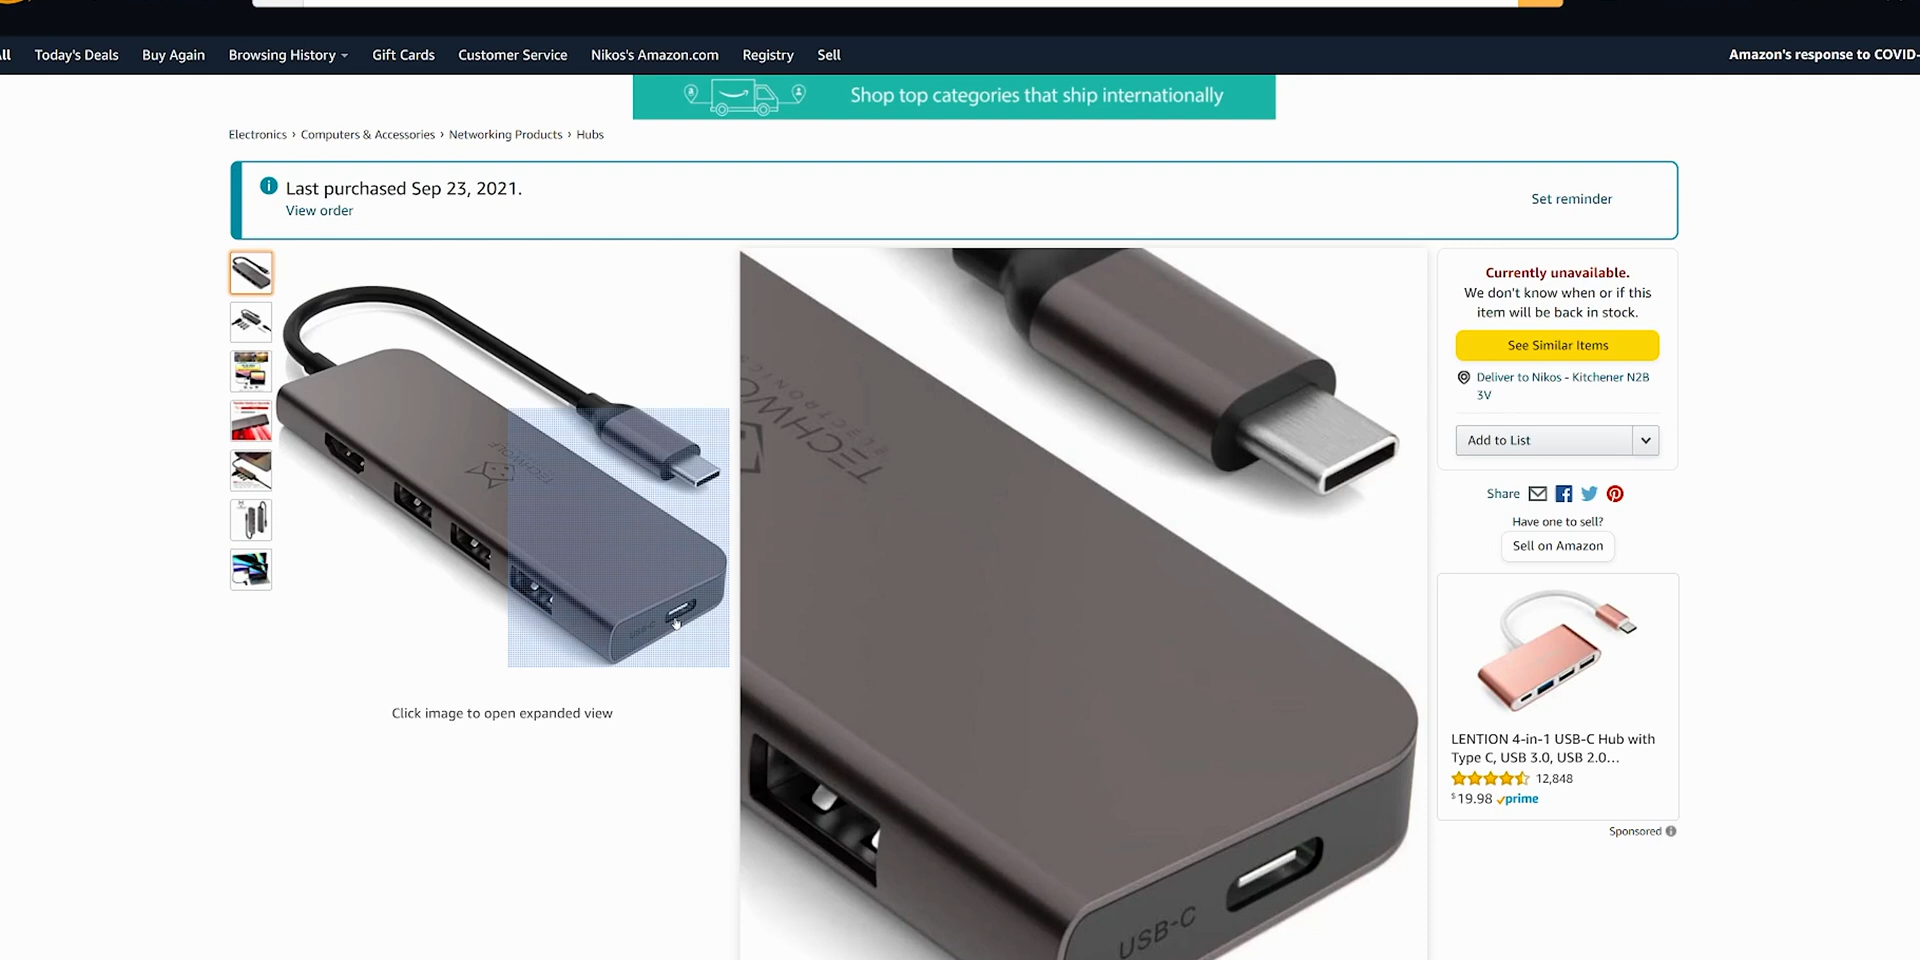 Today's Deals
Buy Again
Browsing History
Gift Cards
Customer Service
Nikos's Amazon.com
Registry
Sell
Amazon's response to COVID-
Shop top categories that ship internationally
Electronics › Computers & Accessories › Networking Products › Hubs
Last purchased Sep 23, 2021.
View order
Set reminder
TECHWOLF
USB-C
Click image to open expanded view
TECHWO
ELECTRONICS
USB-C
Currently unavailable.
We don't know when or if this
item will be back in stock.
See Similar Items
Deliver to Nikos - Kitchener N2B
3V
Add to List
Share
Have one to sell?
Sell on Amazon
LENTION 4-in-1 USB-C Hub with
Type C, USB 3.0, USB 2.0...
12,848
$19.98 prime
Sponsored